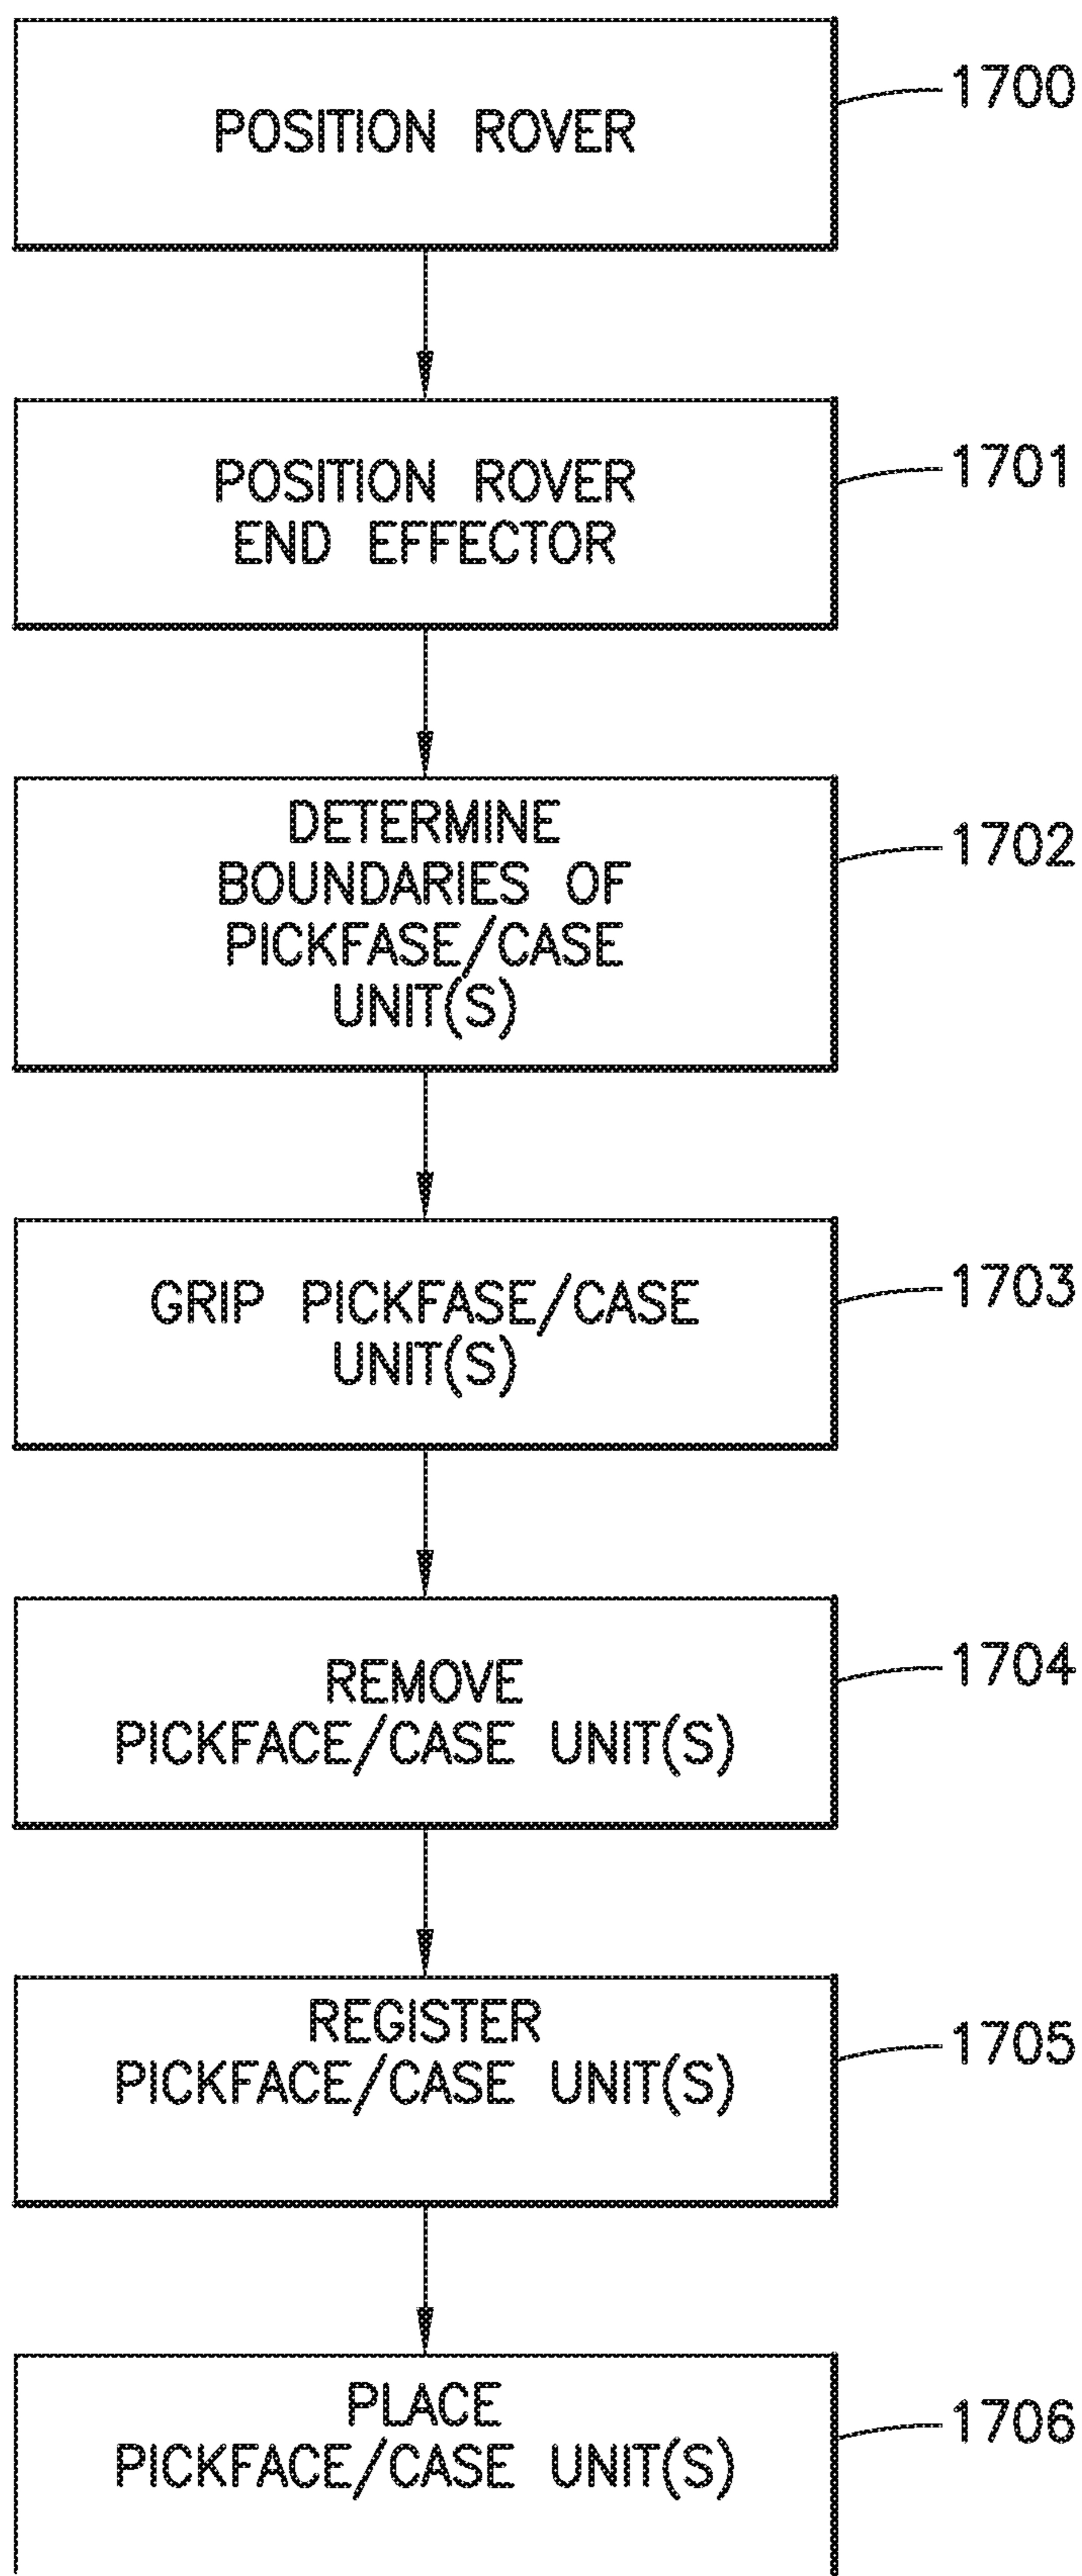 POSITION ROVER
1700
POSITION ROVER
END EFFECTOR
1701
DETERMINE
BOUNDARIES OF
PICKFASE/CASE
UNIT(S)
1702
GRIP PICKFASE/CASE
UNIT(S)
1703
REMOVE
PICKFACE/CASE UNIT(S)
1704
REGISTER
PICKFACE/CASE UNIT(S)
1705
PLACE
PICKFACE/CASE UNIT(S)
1706